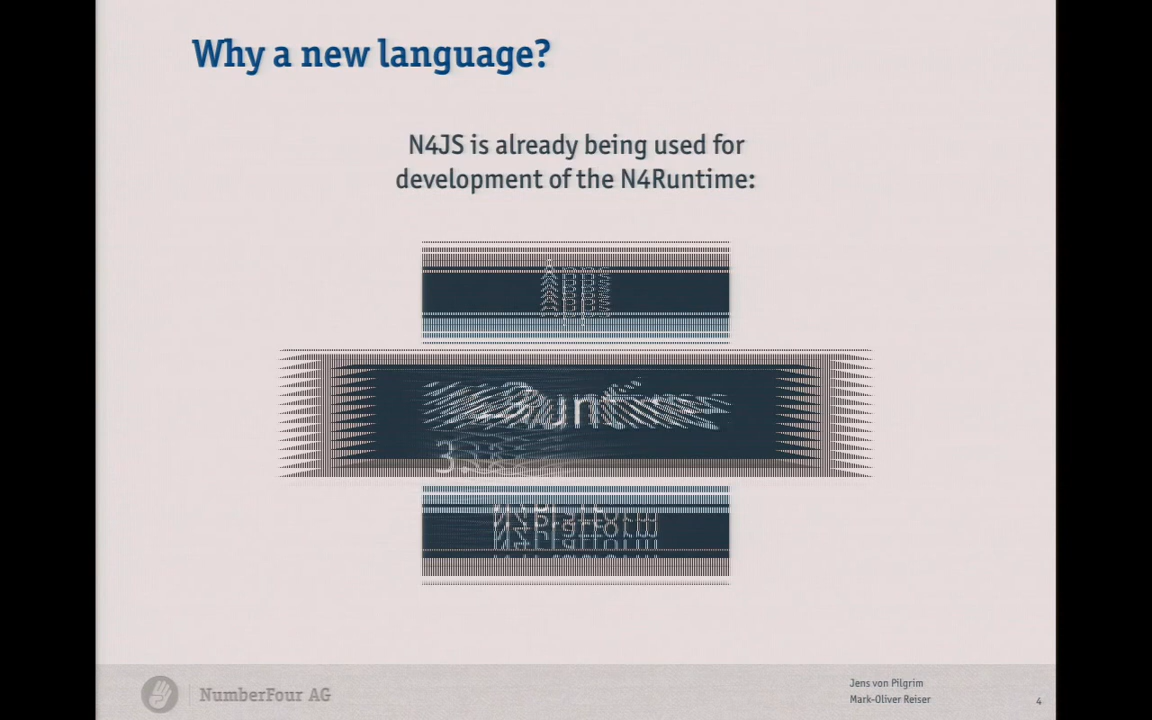 Why a new language?
N4JS is already being used for
development of the N4Runtime:
Apps
NumberFour AG
Jens von Pilgrim
Mark-Oliver Reiser
4